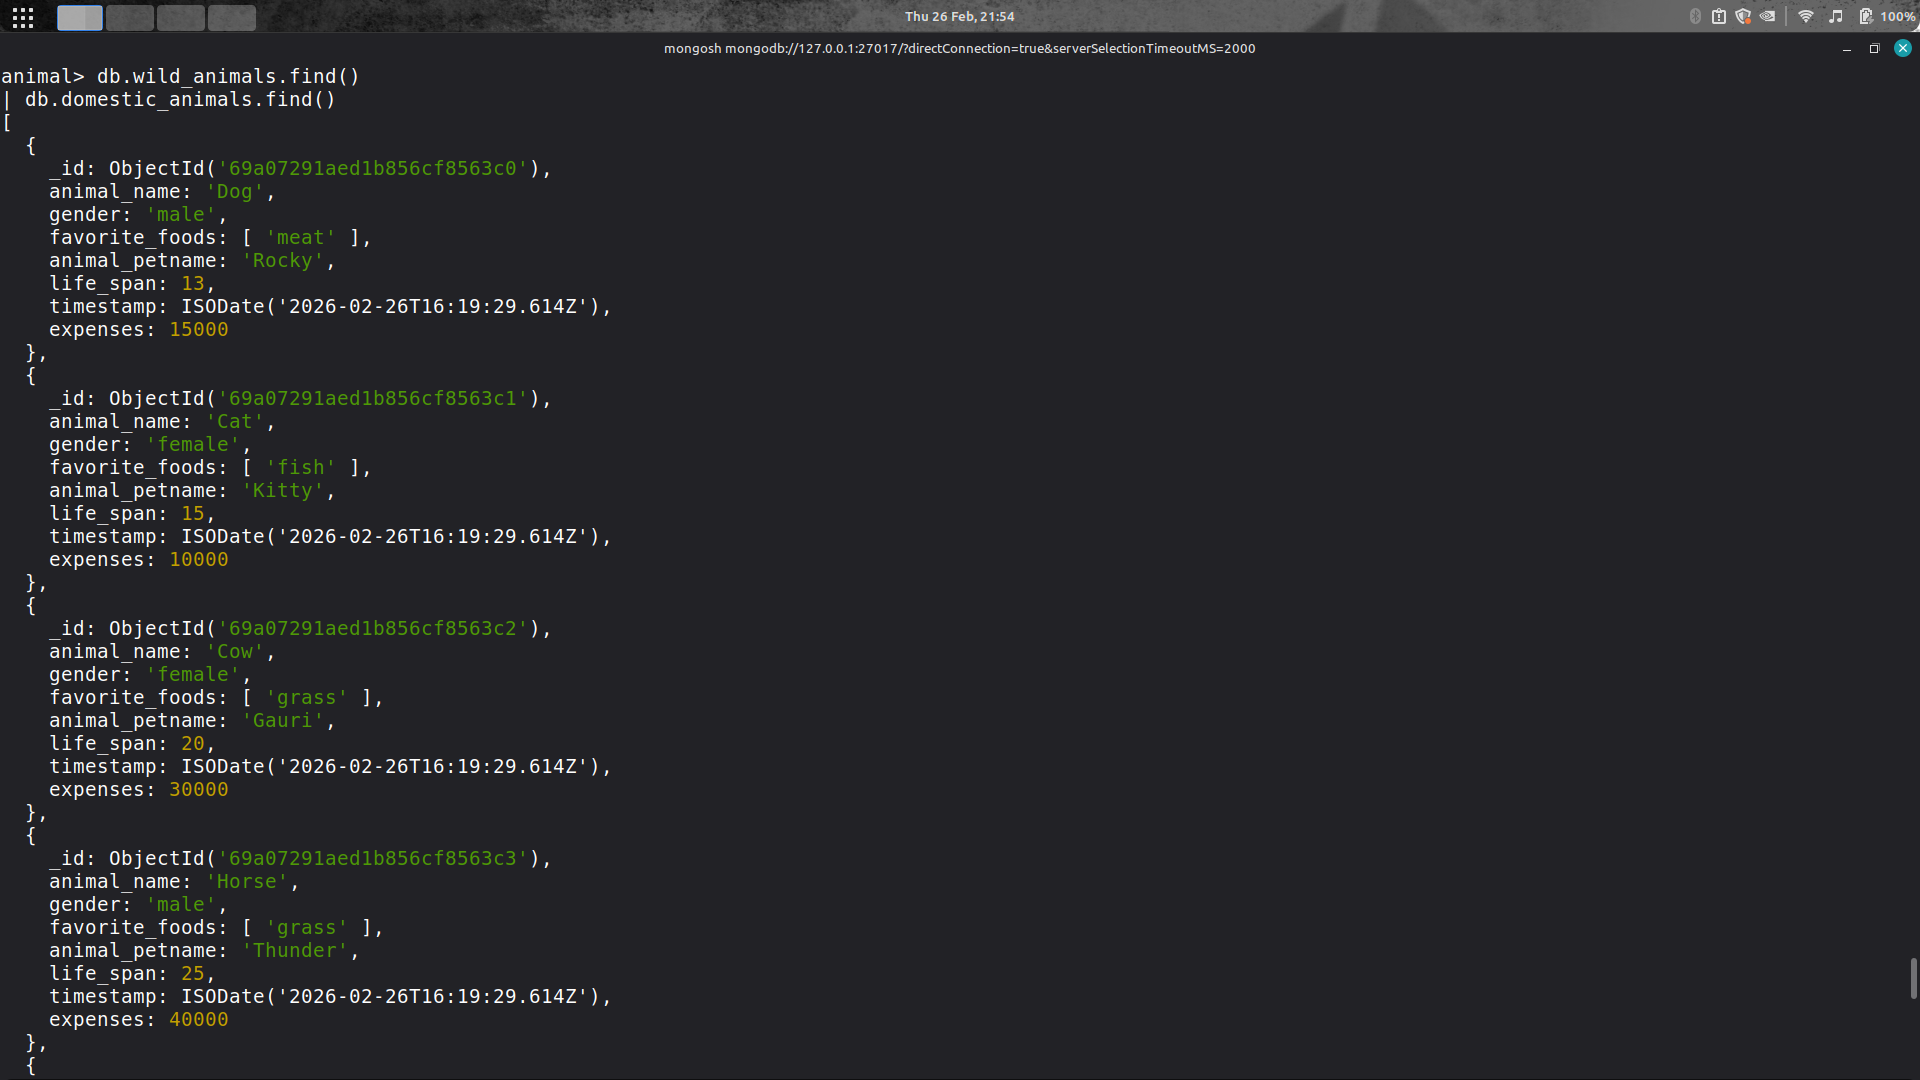 Thu 26 Feb, 21:54
100%
mongosh mongodb://127.0.0.1:27017/?directConnection=true&serverSelectionTimeoutMS=2000
animal> db.wild_animals.find()
| db.domestic_animals.find()
[
  {
    _id: ObjectId('69a07291aed1b856cf8563c0'),
    animal_name: 'Dog',
    gender: 'male',
    favorite_foods: [ 'meat' ],
    animal_petname: 'Rocky',
    life_span: 13,
    timestamp: ISODate('2026-02-26T16:19:29.614Z'),
    expenses: 15000
  },
  {
    _id: ObjectId('69a07291aed1b856cf8563c1'),
    animal_name: 'Cat',
    gender: 'female',
    favorite_foods: [ 'fish' ],
    animal_petname: 'Kitty',
    life_span: 15,
    timestamp: ISODate('2026-02-26T16:19:29.614Z'),
    expenses: 10000
  },
  {
    _id: ObjectId('69a07291aed1b856cf8563c2'),
    animal_name: 'Cow',
    gender: 'female',
    favorite_foods: [ 'grass' ],
    animal_petname: 'Gauri',
    life_span: 20,
    timestamp: ISODate('2026-02-26T16:19:29.614Z'),
    expenses: 30000
  },
  {
    _id: ObjectId('69a07291aed1b856cf8563c3'),
    animal_name: 'Horse',
    gender: 'male',
    favorite_foods: [ 'grass' ],
    animal_petname: 'Thunder',
    life_span: 25,
    timestamp: ISODate('2026-02-26T16:19:29.614Z'),
    expenses: 40000
  },
  {